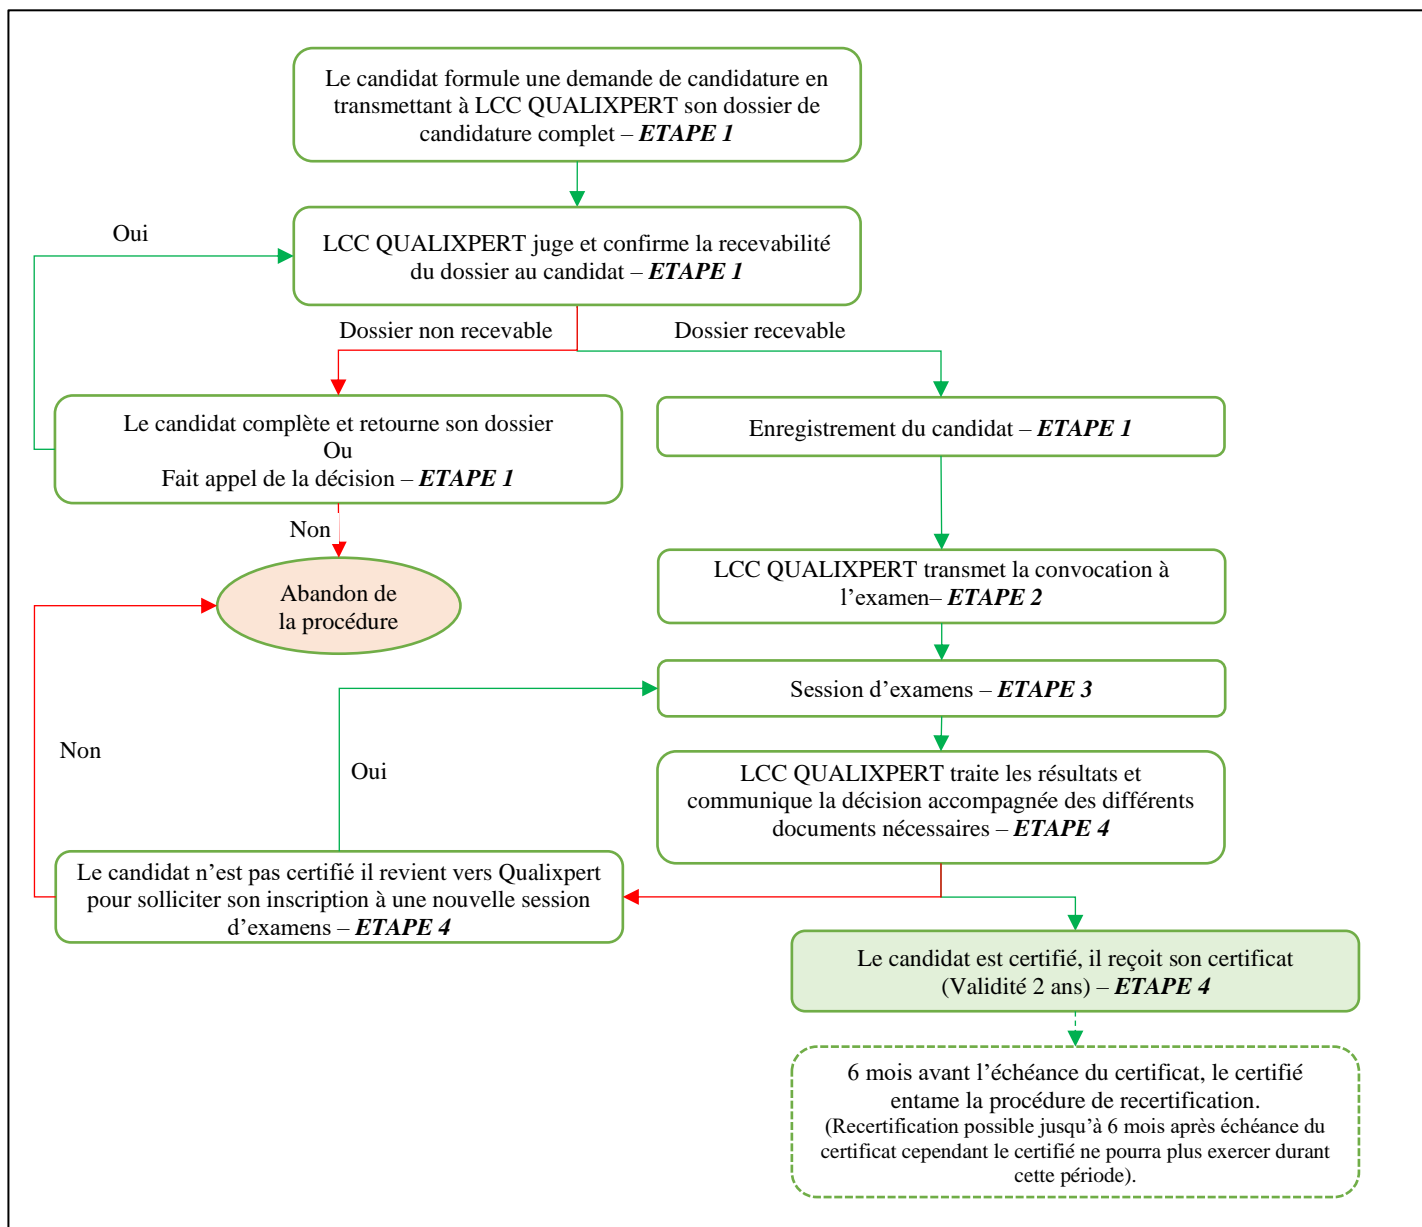 Le candidat formule une demande de candidature en
transmettant à LCC QUALIXPERT son dossier de
candidature complet – ETAPE 1
Oui
LCC QUALIXPERT juge et confirme la recevabilité
du dossier au candidat – ETAPE 1
Dossier non recevable
Dossier recevable
Le candidat complète et retourne son dossier
Ou
Fait appel de la décision – ETAPE 1
Enregistrement du candidat – ETAPE 1
Non
Abandon de
la procédure
LCC QUALIXPERT transmet la convocation à
l’examen– ETAPE 2
Session d’examens – ETAPE 3
Non
Oui
LCC QUALIXPERT traite les résultats et
communique la décision accompagnée des différents
documents nécessaires – ETAPE 4
Le candidat n’est pas certifié il revient vers Qualixpert
pour solliciter son inscription à une nouvelle session
d’examens – ETAPE 4
Le candidat est certifié, il reçoit son certificat
(Validité 2 ans) – ETAPE 4
6 mois avant l’échéance du certificat, le certifié
entame la procédure de recertification.
(Recertification possible jusqu’à 6 mois après échéance du
certificat cependant le certifié ne pourra plus exercer durant
cette période).